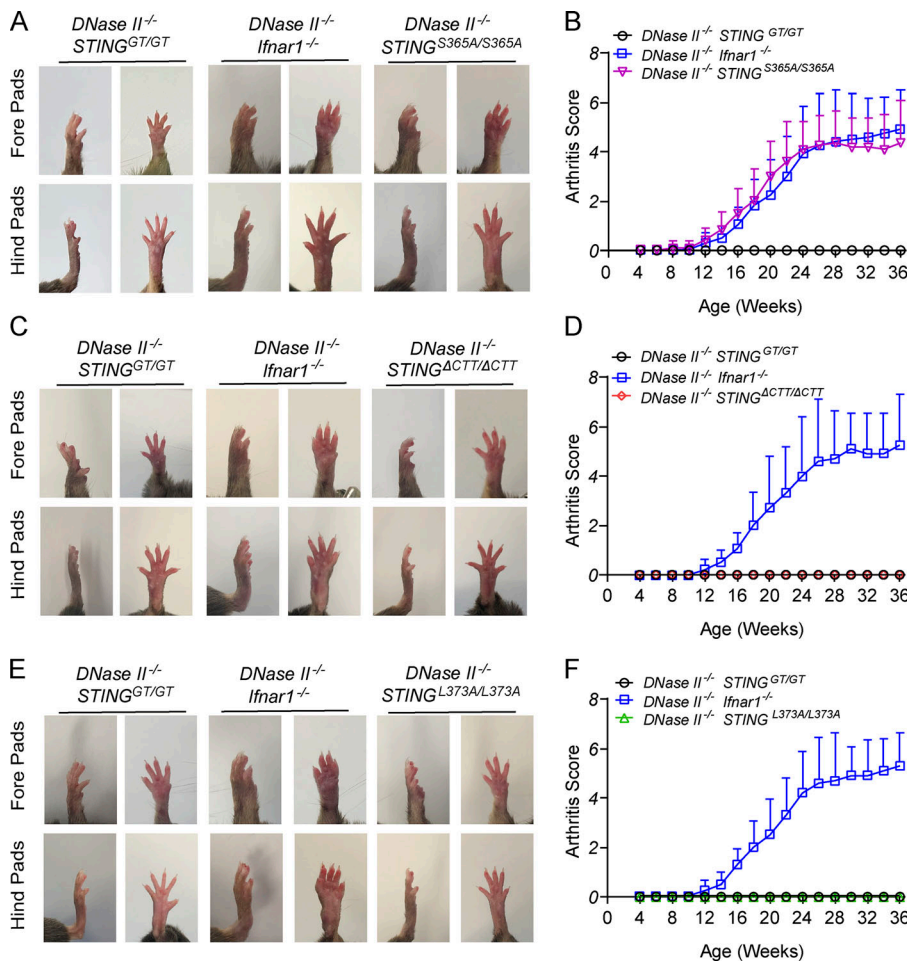 A
DNase II-/-
STINGGT/GT
DNase II-/-
Ifnar1-/-
DNase II-/-
STINGS365A/S365A
Fore Pads
Hind Pads
B
DNase II-/- STING GT/GT
DNase II-/- Ifnar1-/-
DNase II-/- STINGS365A/S365A
Arthritis Score
8
6
4
2
0
0 4 8 12 16 20 24 28 32 36
Age (Weeks)
C
DNase II-/-
STINGGT/GT
DNase II-/-
Ifnar1-/-
DNase II-/-
STINGΔCTT/ΔCTT
Fore Pads
Hind Pads
D
DNase II-/- STINGGT/GT
DNase II-/- Ifnar1-/-
DNase II-/- STINGΔCTT/ΔCTT
Arthritis Score
8
6
4
2
0
0 4 8 12 16 20 24 28 32 36
Age (Weeks)
E
DNase II-/-
STINGGT/GT
DNase II-/-
Ifnar1-/-
DNase II-/-
STINGL373A/L373A
Fore Pads
Hind Pads
F
DNase II-/- STINGGT/GT
DNase II-/- Ifnar1-/-
DNase II-/- STING L373A/L373A
Arthritis Score
8
6
4
2
0
0 4 8 12 16 20 24 28 32 36
Age (Weeks)